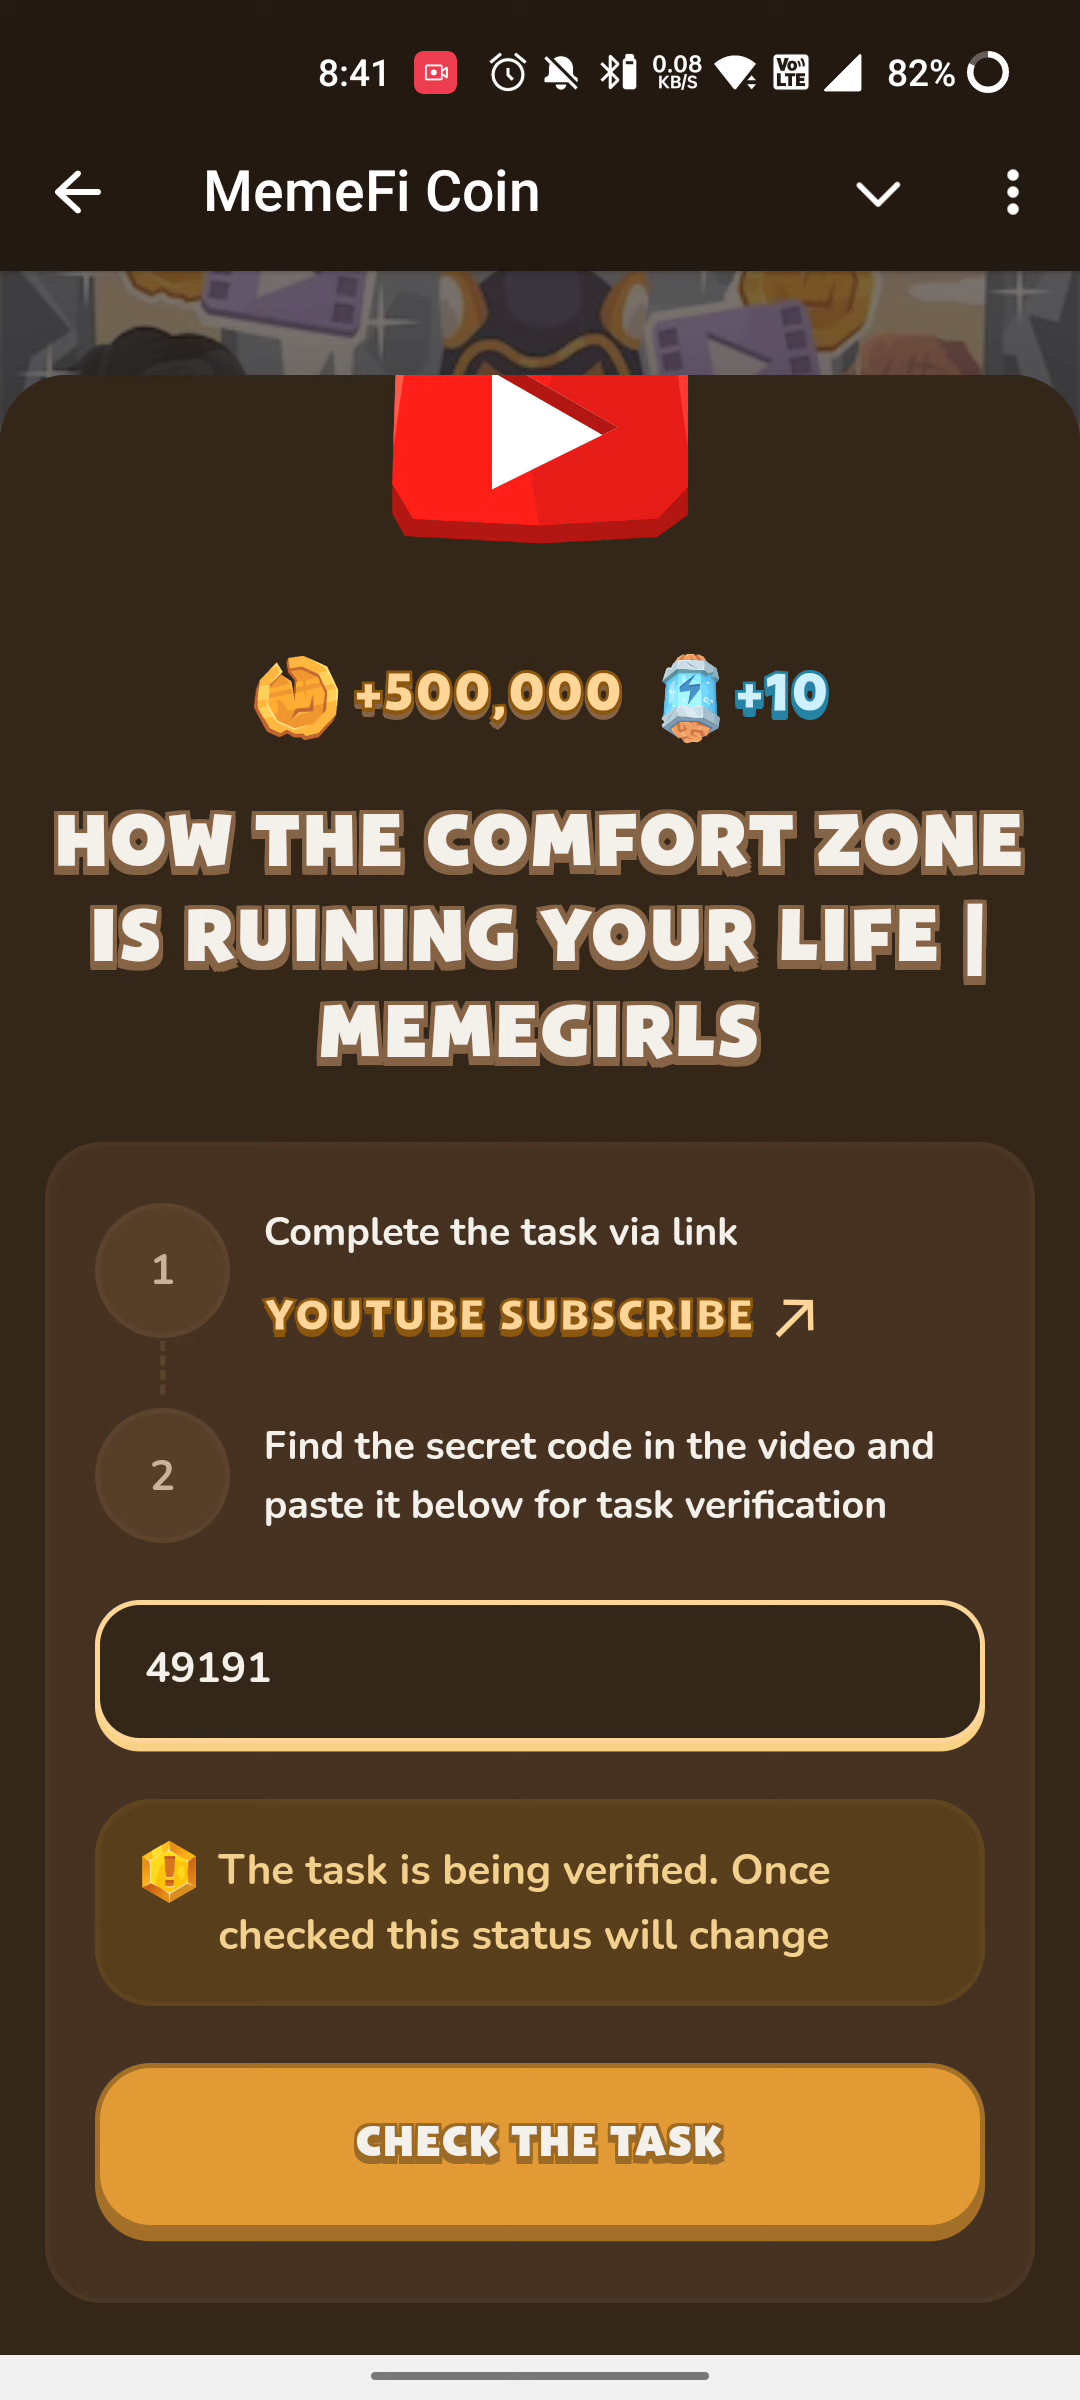 8:41
0.08
KB/S
Vo
LTE
82%
MemeFi Coin
+500,000
+10
HOW THE COMFORT ZONE
IS RUINING YOUR LIFE |
MEMEGIRLS
1
Complete the task via link
YOUTUBE SUBSCRIBE
2
Find the secret code in the video and
paste it below for task verification
49191
The task is being verified. Once
checked this status will change
CHECK THE TASK